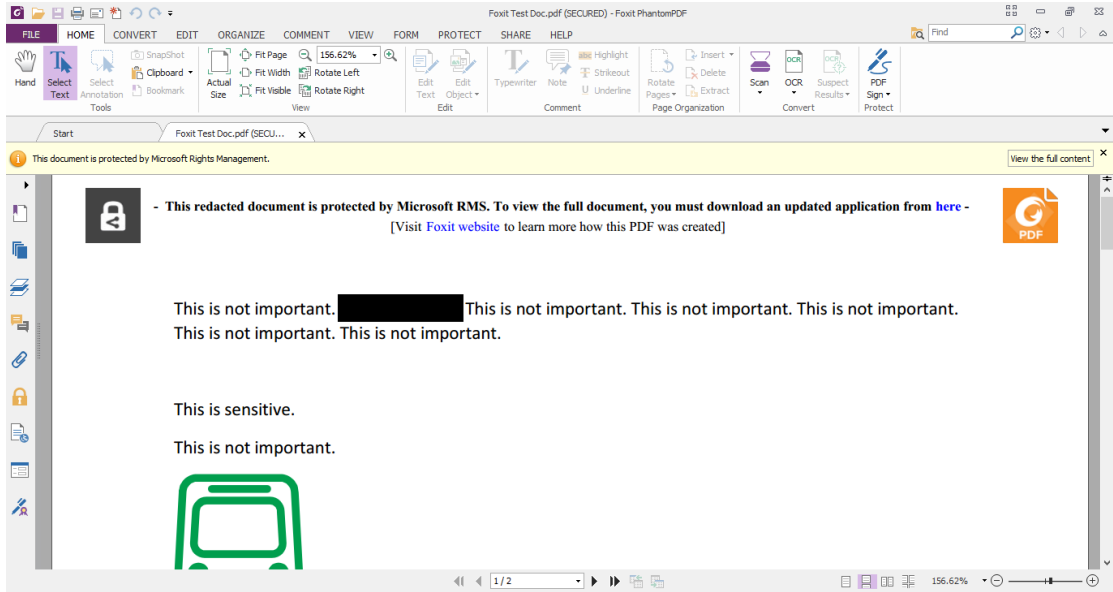 Foxit Test Doc.pdf (SECURED) - Foxit PhantomPDF
FILE HOME CONVERT EDIT ORGANIZE COMMENT VIEW FORM PROTECT SHARE HELP Find
SnapShot Fit Page 156.62% Highlight Insert
Clipboard Fit Width Rotate Left Strikeout Delete
Bookmark Fit Visible Rotate Right Underline Extract
Hand Select Text Select Annotation Actual Size Edit Text Edit Object Typewriter Note Rotate Pages Scan OCR Suspect Results PDF Sign
Tools View Edit Comment Page Organization Convert Protect
Start Foxit Test Doc.pdf (SECU...
This document is protected by Microsoft Rights Management. View the full content
- This redacted document is protected by Microsoft RMS. To view the full document, you must download an updated application from here -
[Visit Foxit website to learn more how this PDF was created]
PDF
This is not important. This is not important. This is not important. This is not important.
This is not important. This is not important.
This is sensitive.
This is not important.
1 / 2 156.62%